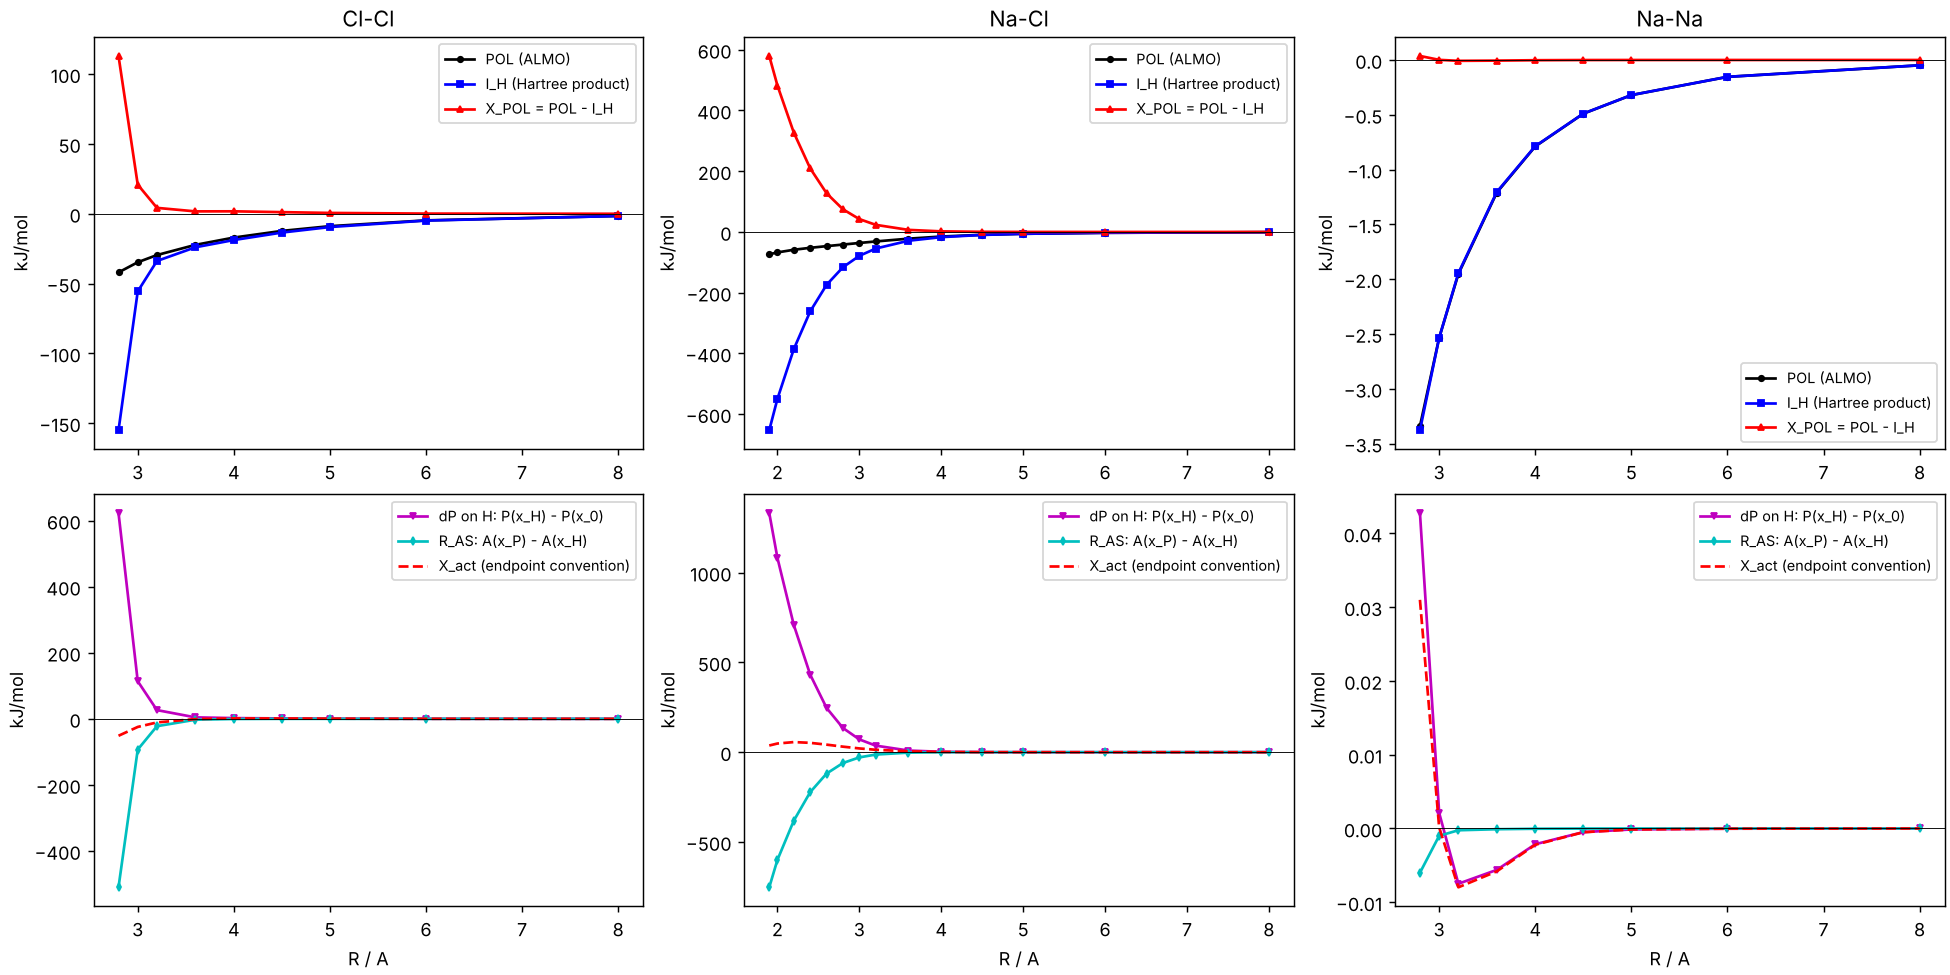 Cl-Cl
Na-Cl
Na-Na
kJ/mol
100
50
0
−50
−100
−150
POL (ALMO)
I_H (Hartree product)
X_POL = POL - I_H
3
4
5
6
7
8
kJ/mol
600
400
200
0
−200
−400
−600
POL (ALMO)
I_H (Hartree product)
X_POL = POL - I_H
2
3
4
5
6
7
8
kJ/mol
0.0
−0.5
−1.0
−1.5
−2.0
−2.5
−3.0
−3.5
POL (ALMO)
I_H (Hartree product)
X_POL = POL - I_H
3
4
5
6
7
8
kJ/mol
600
400
200
0
−200
−400
dP on H: P(x_H) - P(x_0)
R_AS: A(x_P) - A(x_H)
X_act (endpoint convention)
3
4
5
6
7
8
R / A
kJ/mol
1000
500
0
−500
dP on H: P(x_H) - P(x_0)
R_AS: A(x_P) - A(x_H)
X_act (endpoint convention)
2
3
4
5
6
7
8
R / A
kJ/mol
0.04
0.03
0.02
0.01
0.00
−0.01
dP on H: P(x_H) - P(x_0)
R_AS: A(x_P) - A(x_H)
X_act (endpoint convention)
3
4
5
6
7
8
R / A